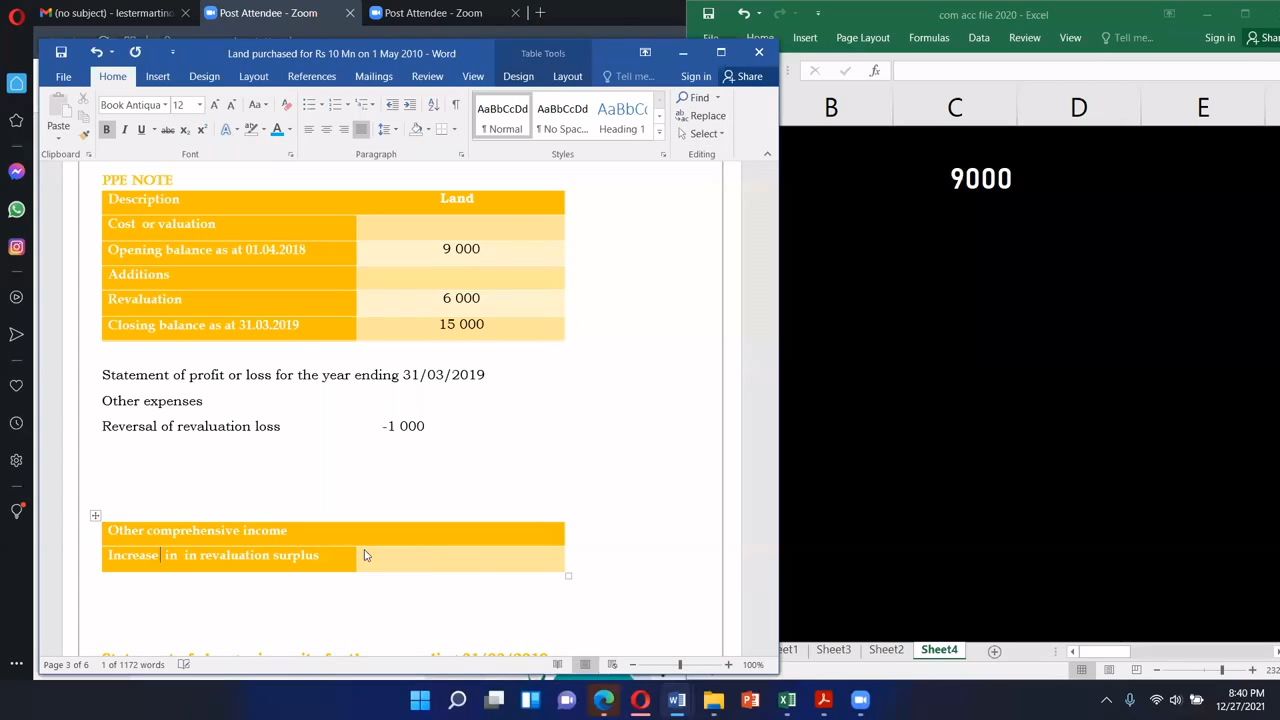 (no subject) - lestermartino
Post Attendee - Zoom
Post Attendee - Zoom
com acc file 2020 - Excel
Insert Page Layout Formulas Data Review View Tell me... Sign in Share
Land purchased for Rs 10 Mn on 1 May 2010 - Word
Table Tools
File Home Insert Design Layout References Mailings Review View Design Layout Tell me... Sign in Share
Paste
Book Antiqua 12
AaBbCcDd AaBbCcDd AaBbCc
¶ Normal ¶ No Spac... Heading 1
Find
Replace
Select
Clipboard Font Paragraph Styles Editing
B C D E
9000
PPE NOTE
Description Land
Cost or valuation
Opening balance as at 01.04.2018 9 000
Additions
Revaluation 6 000
Closing balance as at 31.03.2019 15 000
Statement of profit or loss for the year ending 31/03/2019
Other expenses
Reversal of revaluation loss -1 000
Other comprehensive income
Increase in in revaluation surplus
Page 3 of 6 1 of 1172 words 100%
Sheet3 Sheet2 Sheet4
8:40 PM
12/27/2021